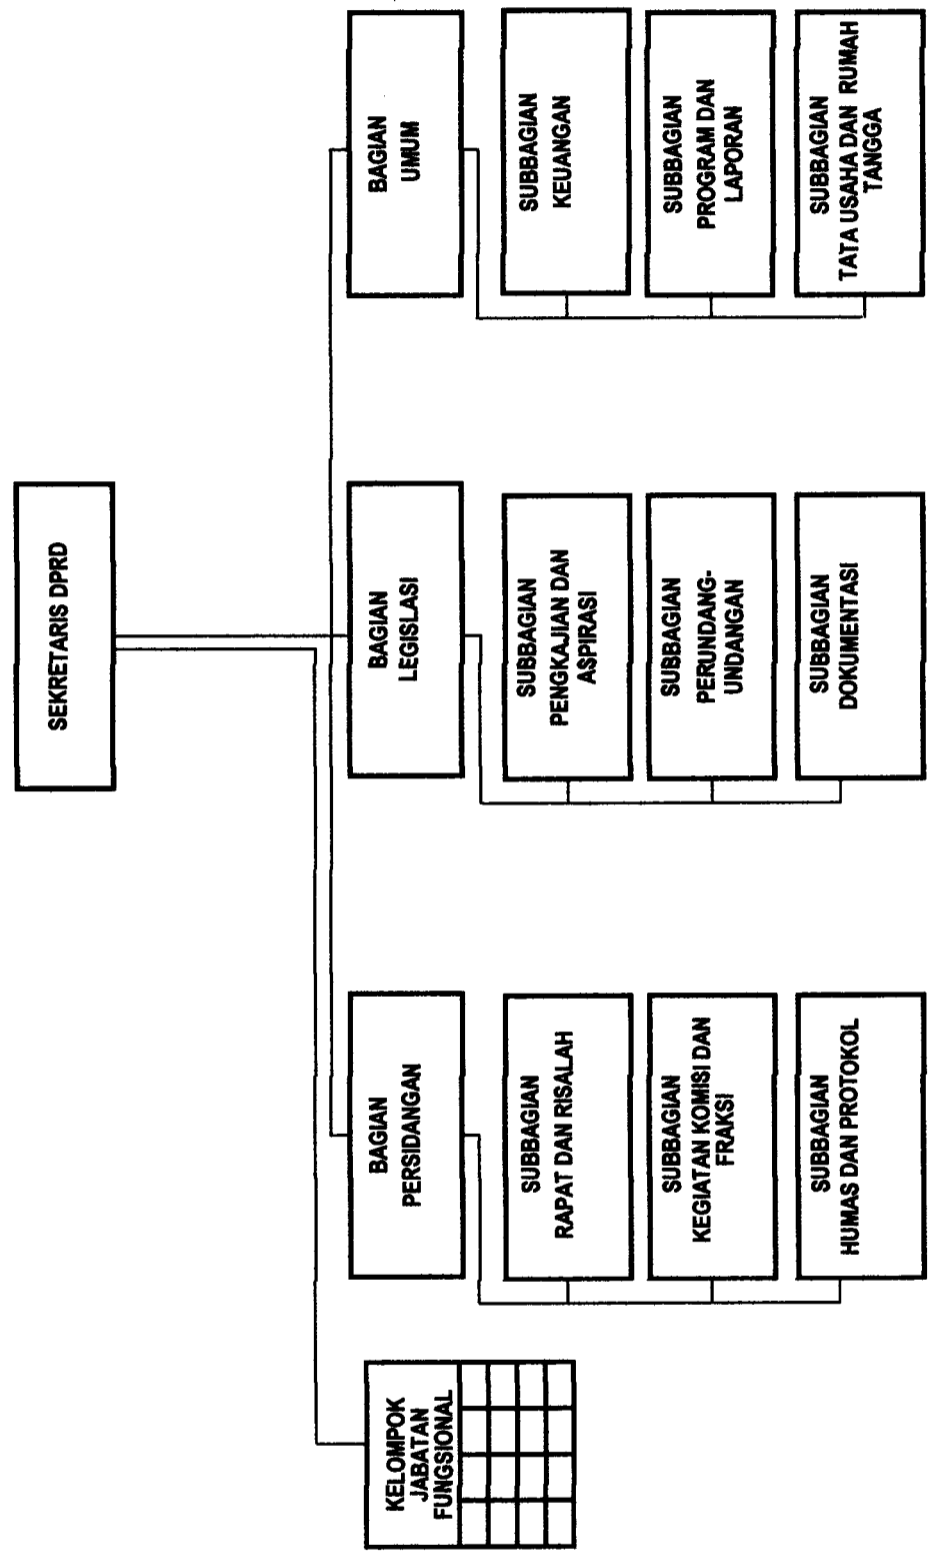 SEKRETARIS DPRD
KELOMPOK
JABATAN
FUNGSIONAL
BAGIAN
PERSIDANGAN
SUBBAGIAN
RAPAT DAN RISALAH
SUBBAGIAN
KEGIATAN KOMISI DAN
FRAKSI
SUBBAGIAN
HUMAS DAN PROTOKOL
BAGIAN
LEGISLASI
SUBBAGIAN
PENGKAJIAN DAN
ASPIRASI
SUBBAGIAN
PERUNDANG-
UNDANGAN
SUBBAGIAN
DOKUMENTASI
BAGIAN
UMUM
SUBBAGIAN
KEUANGAN
SUBBAGIAN
PROGRAM DAN
LAPORAN
SUBBAGIAN
TATA USAHA DAN RUMAH
TANGGA